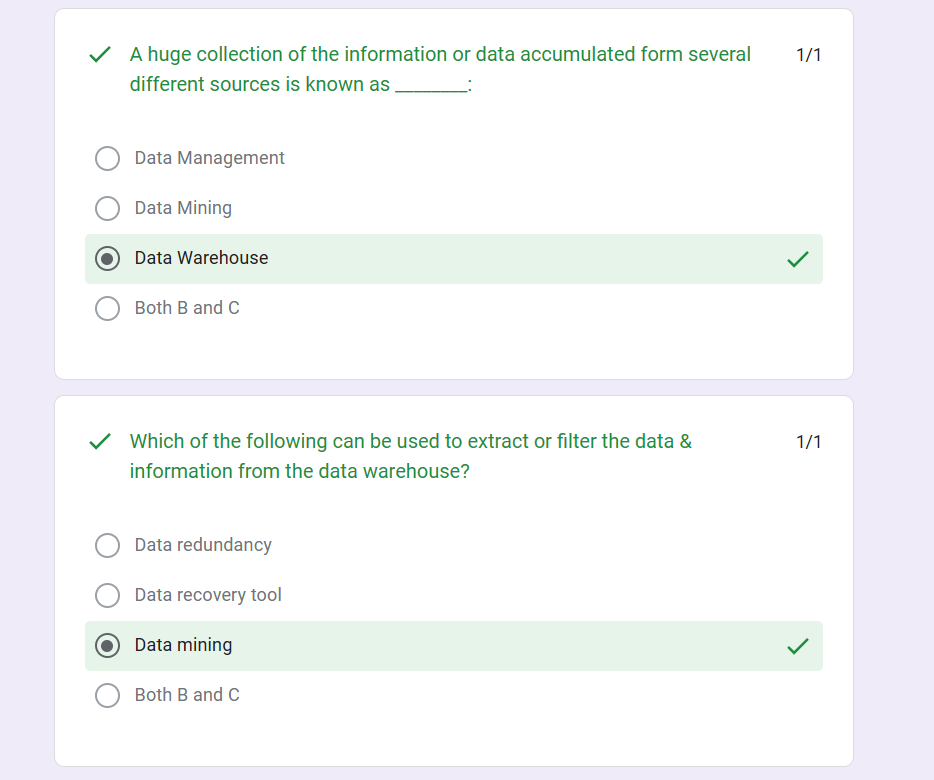 A huge collection of the information or data accumulated form several 1/1
different sources is known as ________:
Data Management
Data Mining
Data Warehouse
Both B and C
Which of the following can be used to extract or filter the data & 1/1
information from the data warehouse?
Data redundancy
Data recovery tool
Data mining
Both B and C